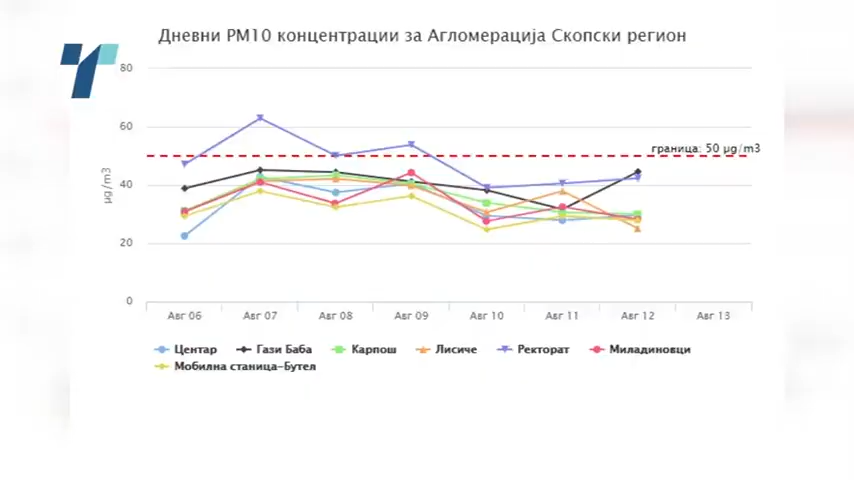 Дневни PM10 концентрации за Агломерација Скопски регион
80
60
граница: 50 µg/m3
40
µg/m3
20
0
Авг 06 Авг 07 Авг 08 Авг 09 Авг 10 Авг 11 Авг 12 Авг 13
Центар Гази Баба Карпош Лисиче Ректорат Миладиновци
Мобилна станица-Бутел